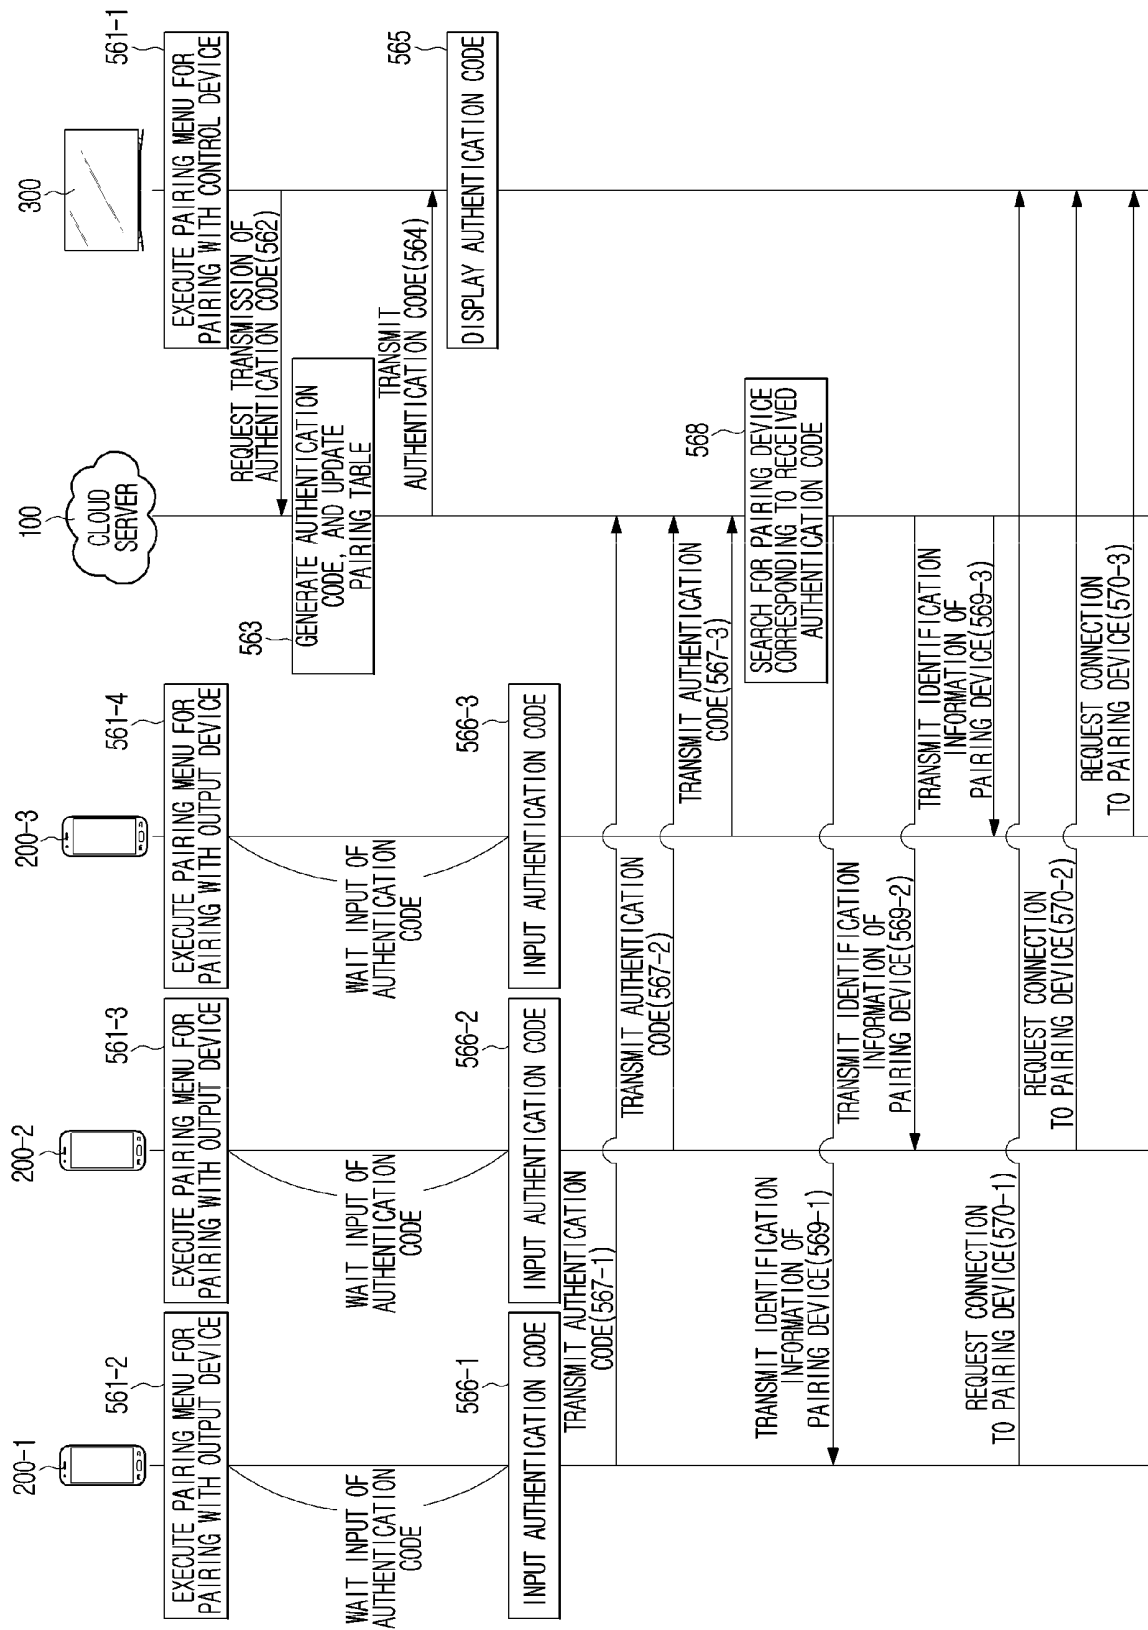 200-1
200-2
200-3
100
CLOUD
SERVER
300
561-2
EXECUTE PAIRING MENU FOR
PAIRING WITH OUTPUT DEVICE
561-3
EXECUTE PAIRING MENU FOR
PAIRING WITH OUTPUT DEVICE
561-4
EXECUTE PAIRING MENU FOR
PAIRING WITH OUTPUT DEVICE
561-1
EXECUTE PAIRING MENU FOR
PAIRING WITH CONTROL DEVICE
REQUEST TRANSMISSION OF
AUTHENTICATION CODE(562)
563
GENERATE AUTHENTICATION
CODE, AND UPDATE
PAIRING TABLE
WAIT INPUT OF
AUTHENTICATION
CODE
WAIT INPUT OF
AUTHENTICATION
CODE
WAIT INPUT OF
AUTHENTICATION
CODE
TRANSMIT
AUTHENTICATION CODE(564)
565
DISPLAY AUTHENTICATION CODE
566-1
INPUT AUTHENTICATION CODE
566-2
INPUT AUTHENTICATION CODE
566-3
INPUT AUTHENTICATION CODE
TRANSMIT AUTHENTICATION
CODE(567-1)
TRANSMIT AUTHENTICATION
CODE(567-2)
TRANSMIT AUTHENTICATION
CODE(567-3)
568
SEARCH FOR PAIRING DEVICE
CORRESPONDING TO RECEIVED
AUTHENTICATION CODE
TRANSMIT IDENTIFICATION
INFORMATION OF
PAIRING DEVICE(569-1)
TRANSMIT IDENTIFICATION
INFORMATION OF
PAIRING DEVICE(569-2)
TRANSMIT IDENTIFICATION
INFORMATION OF
PAIRING DEVICE(569-3)
REQUEST CONNECTION
TO PAIRING DEVICE(570-1)
REQUEST CONNECTION
TO PAIRING DEVICE(570-2)
REQUEST CONNECTION
TO PAIRING DEVICE(570-3)